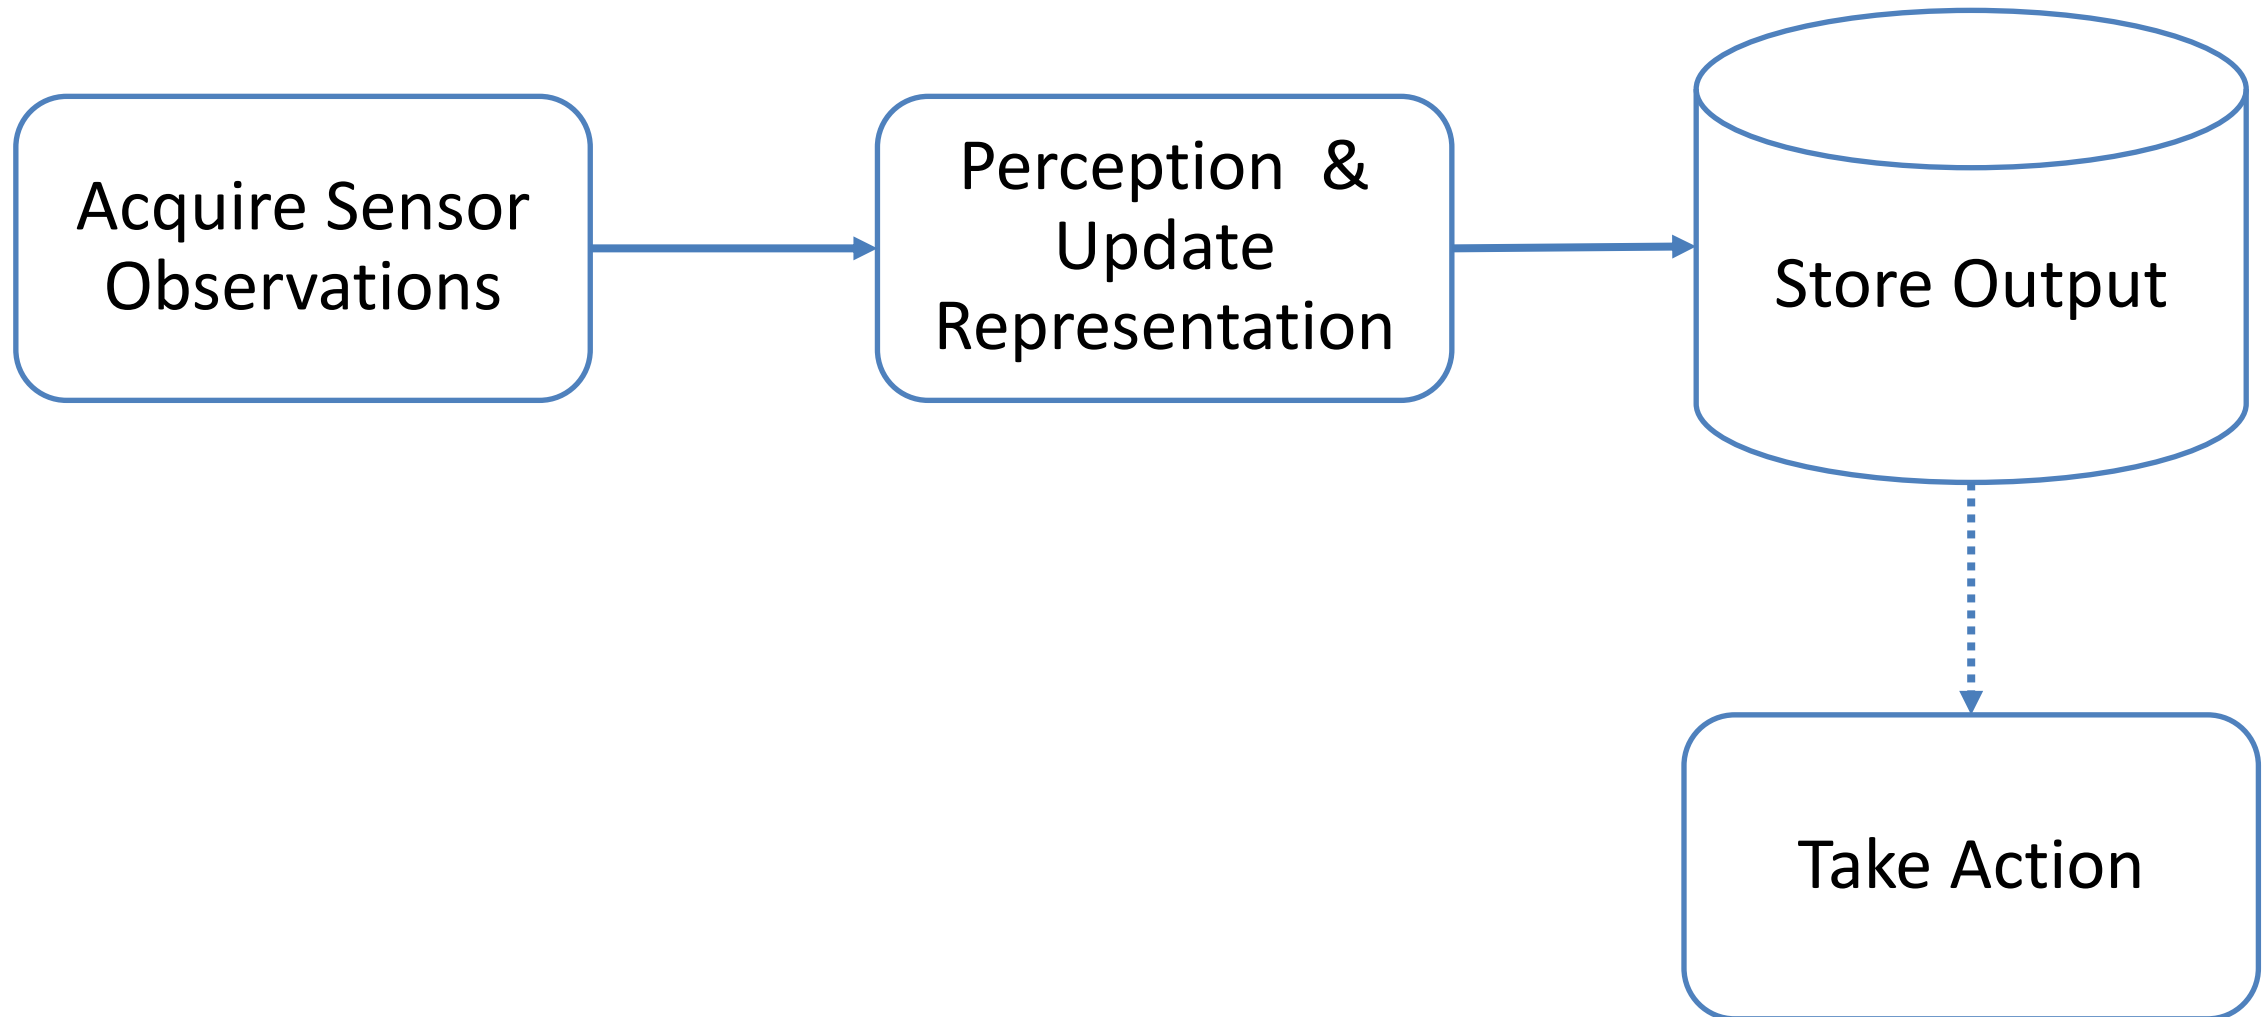 Acquire Sensor
Observations
Perception  &
Update
Representation
Store Output
Take Action